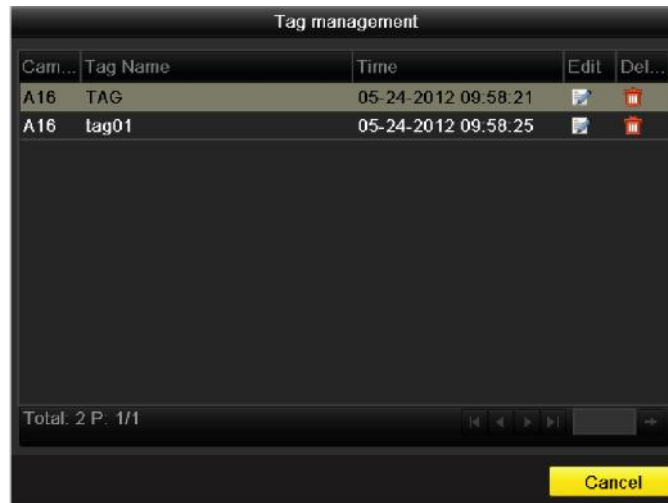 Tag management
Cam... Tag Name Time Edit Del...
A16 TAG 05-24-2012 09:58:21
A16 tag01 05-24-2012 09:58:25
Total: 2 P: 1/1
Cancel